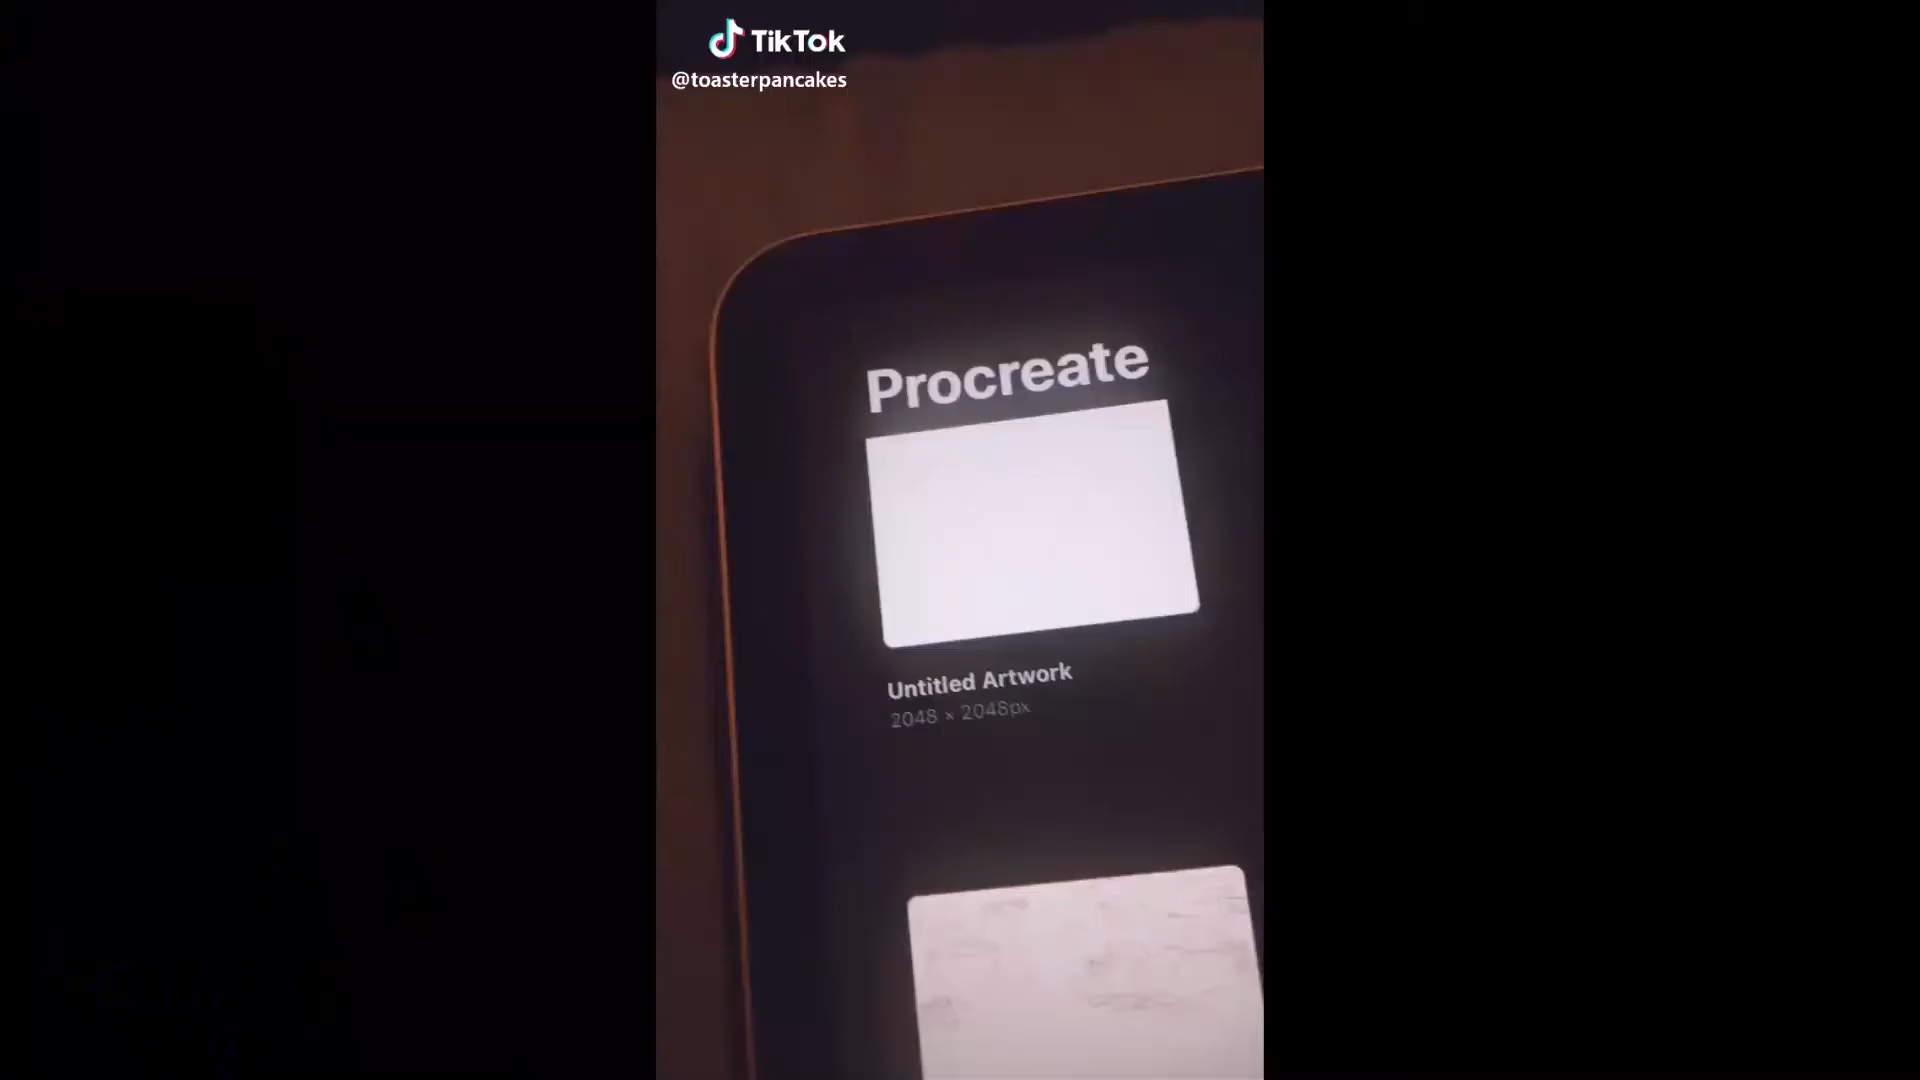 TikTok
@toasterpancakes
Procreate
Untitled Artwork
2048 × 2048px